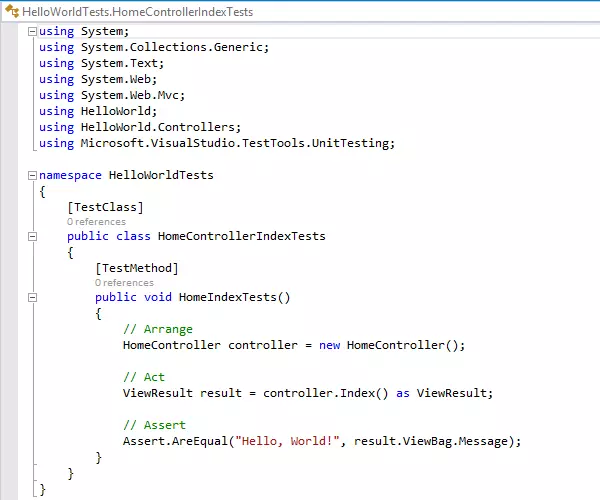 HelloWorldTests.HomeControllerIndexTests
using System;
using System.Collections.Generic;
using System.Text;
using System.Web;
using System.Web.Mvc;
using HelloWorld;
using HelloWorld.Controllers;
using Microsoft.VisualStudio.TestTools.UnitTesting;
namespace HelloWorldTests
{
[TestClass]
0 references
public class HomeControllerIndexTests
{
[TestMethod]
0 references
public void HomeIndexTests()
{
// Arrange
HomeController controller = new HomeController();
// Act
ViewResult result = controller.Index() as ViewResult;
// Assert
Assert.AreEqual("Hello, World!", result.ViewBag.Message);
}
}
}